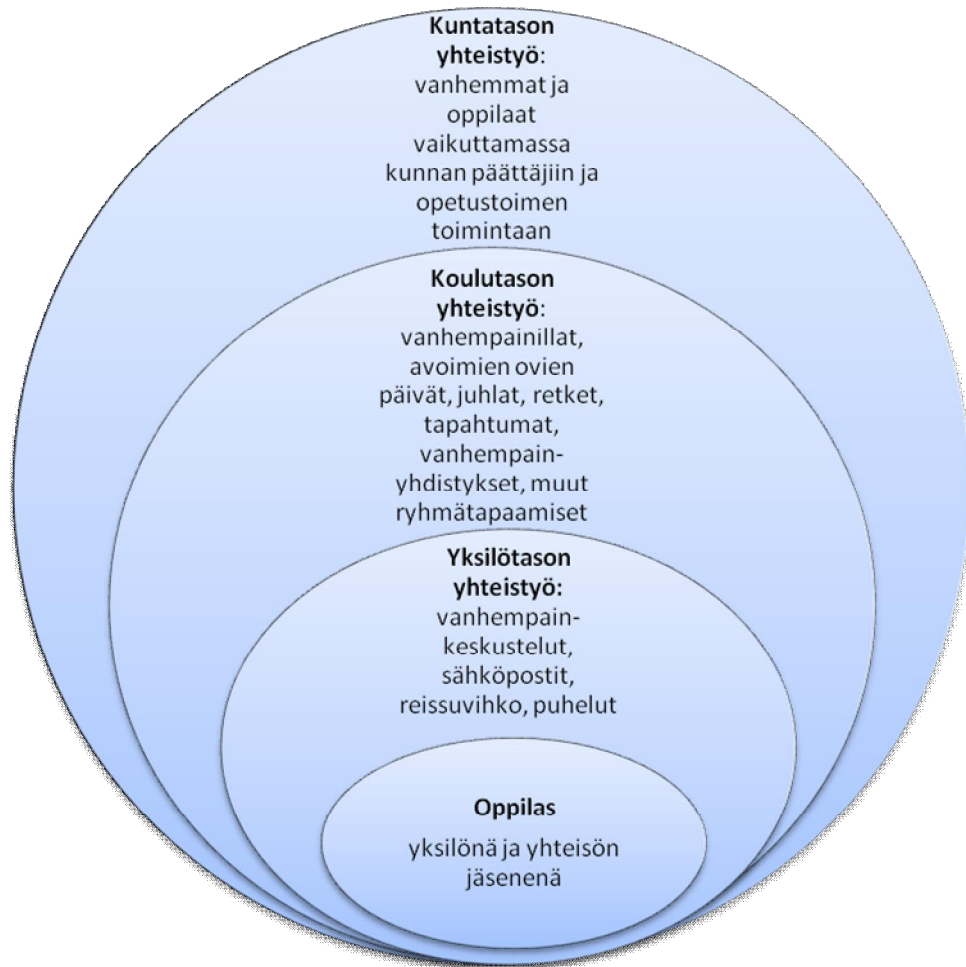 Kuntatason
yhteistyö:
vanhemmat ja
oppilaat
vaikuttamassa
kunnan päättäjiin ja
opetustoimen
toimintaan
Koulutason
yhteistyö:
vanhempainillat,
avoimien ovien
päivät, juhlat, retket,
tapahtumat,
vanhempain-
yhdistykset, muut
ryhmätapaamiset
Yksilötason
yhteistyö:
vanhempain-
keskustelut,
sähköpostit,
reissuvihko, puhelut
Oppilas
yksilönä ja yhteisön
jäsenenä